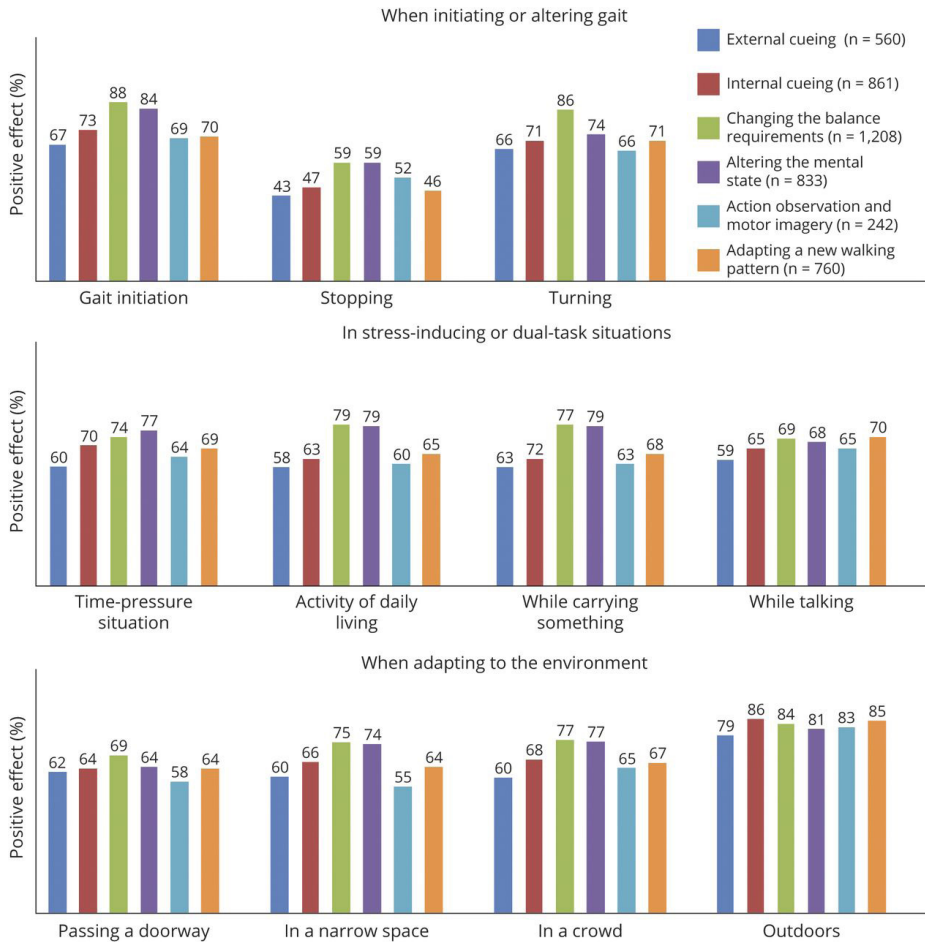 When initiating or altering gait
Positive effect (%)
External cueing (n = 560)
Internal cueing (n = 861)
Changing the balance
requirements (n = 1,208)
Altering the mental
state (n = 833)
Action observation and
motor imagery (n = 242)
Adapting a new walking
pattern (n = 760)
67 73 88 84 69 70
43 47 59 59 52 46
66 71 86 74 66 71
Gait initiation
Stopping
Turning
In stress-inducing or dual-task situations
Positive effect (%)
60 70 74 77 64 69
58 63 79 79 60 65
63 72 77 79 63 68
59 65 69 68 65 70
Time-pressure
situation
Activity of daily
living
While carrying
something
While talking
When adapting to the environment
Positive effect (%)
62 64 69 64 58 64
60 66 75 74 55 64
60 68 77 77 65 67
79 86 84 81 83 85
Passing a doorway
In a narrow space
In a crowd
Outdoors